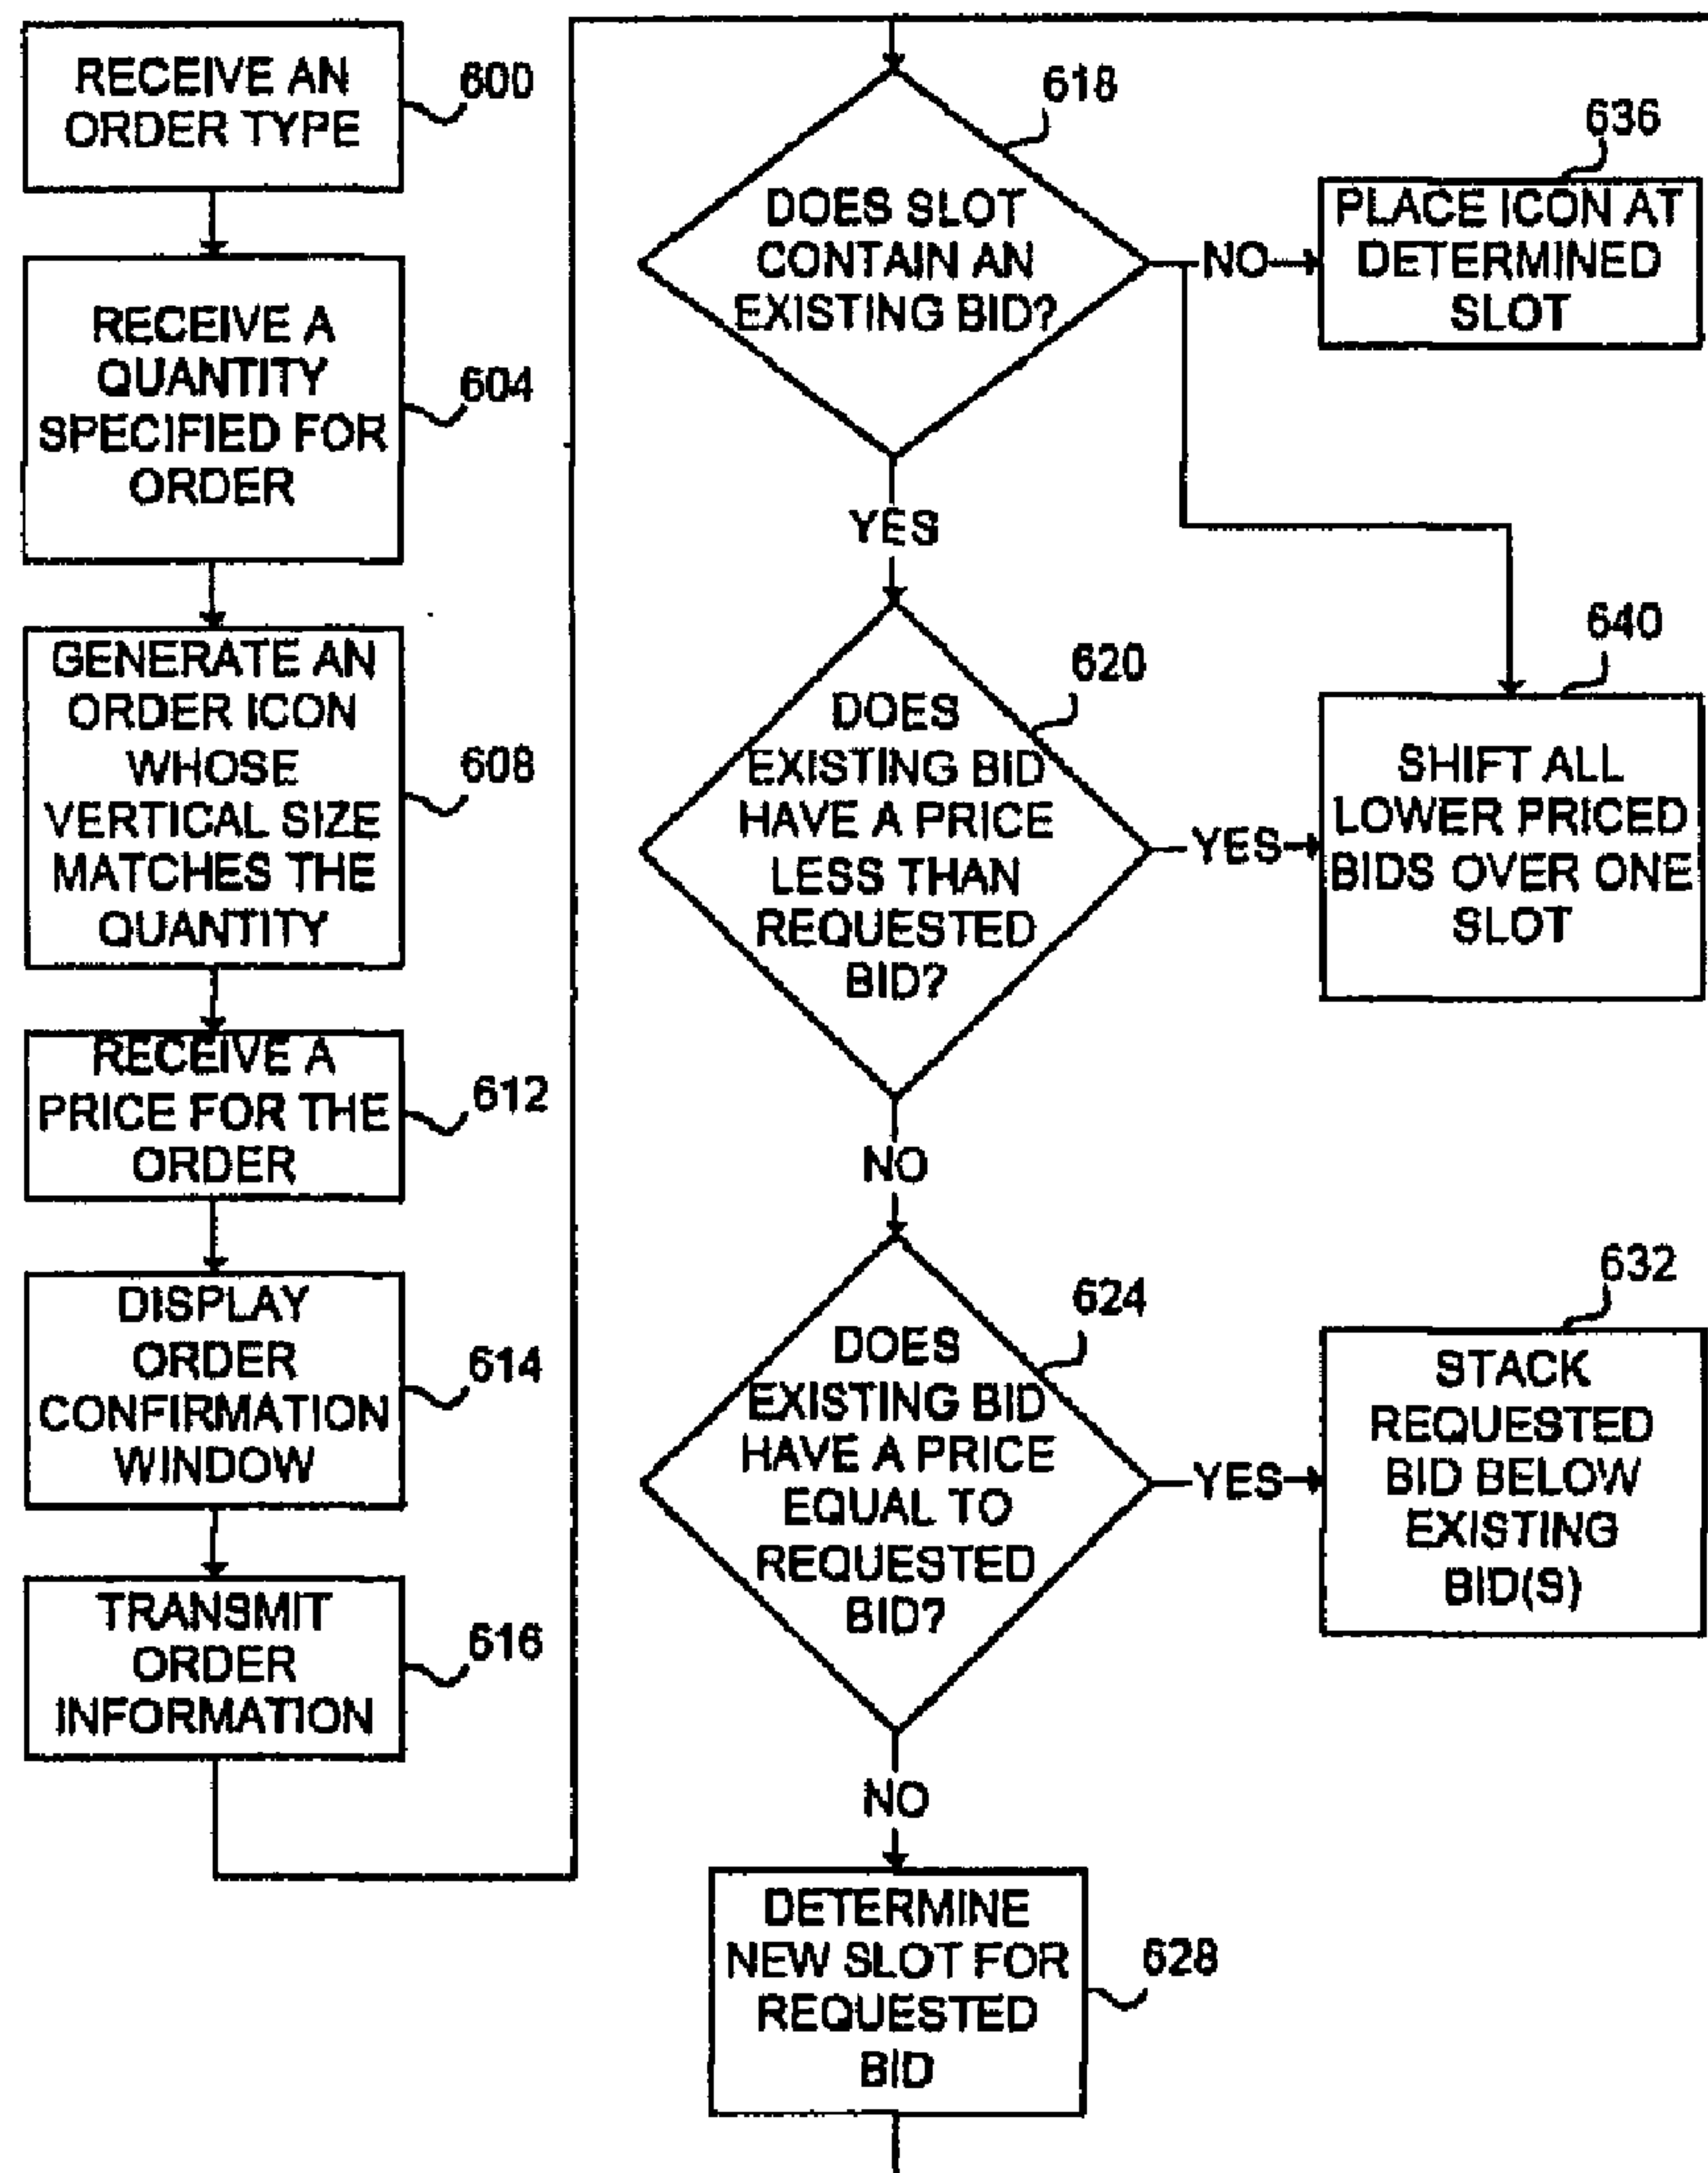 RECEIVE AN
ORDER TYPE
600
RECEIVE A
QUANTITY
SPECIFIED FOR
ORDER
604
GENERATE AN
ORDER ICON
WHOSE
VERTICAL SIZE
MATCHES THE
QUANTITY
608
RECEIVE A
PRICE FOR THE
ORDER
612
DISPLAY
ORDER
CONFIRMATION
WINDOW
614
TRANSMIT
ORDER
INFORMATION
616
618
DOES SLOT
CONTAIN AN
EXISTING BID?
NO
636
PLACE ICON AT
DETERMINED
SLOT
YES
620
DOES
EXISTING BID
HAVE A PRICE
LESS THAN
REQUESTED
BID?
YES
640
SHIFT ALL
LOWER PRICED
BIDS OVER ONE
SLOT
NO
624
DOES
EXISTING BID
HAVE A PRICE
EQUAL TO
REQUESTED
BID?
YES
632
STACK
REQUESTED
BID BELOW
EXISTING
BID(S)
NO
DETERMINE
NEW SLOT FOR
REQUESTED
BID
628